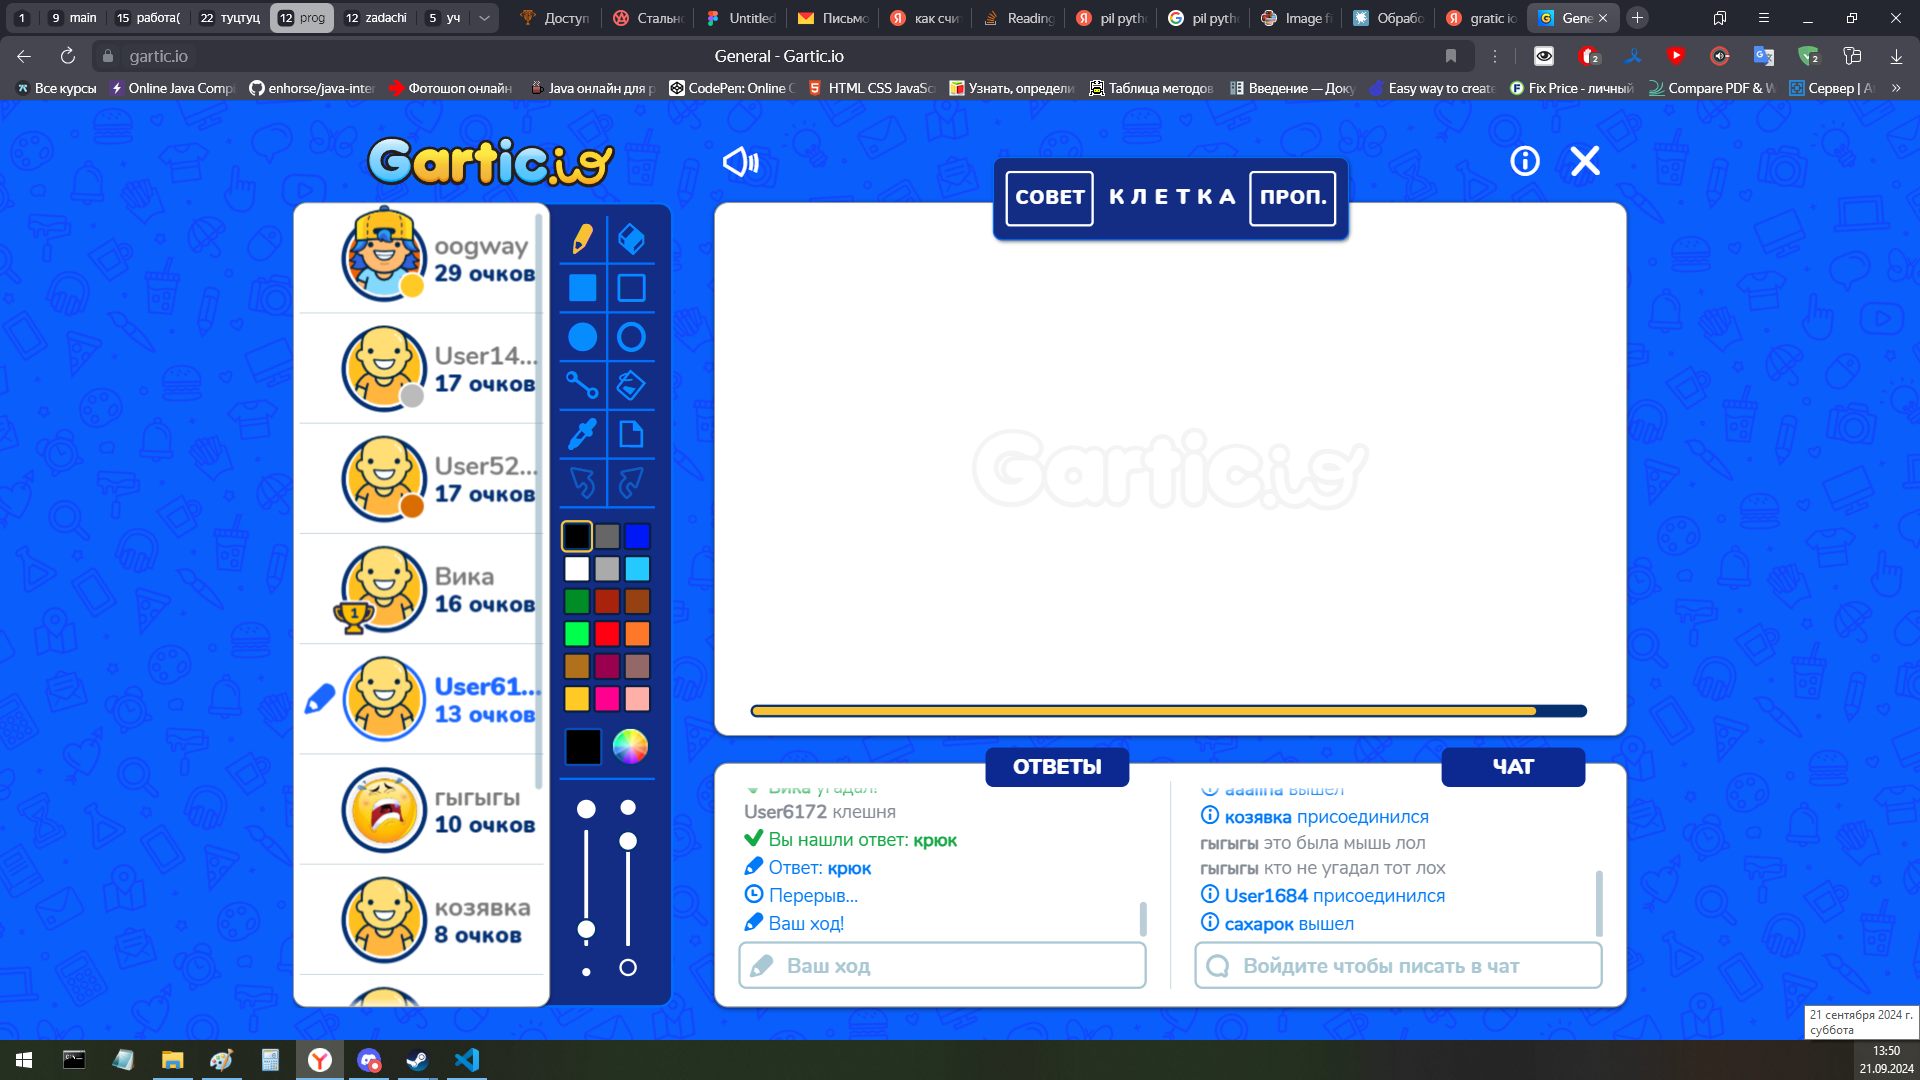 1
9 main
15 работа(
22 туцтуц
12 prog
12 zadachi
5 уч
Доступ
Стальн
Untitled
Письмо
как счи
Reading
pil pyth
pil pyth
Image fi
Обрабо
gratic io
Gene
gartic.io
General - Gartic.io
2
2
Все курсы
Online Java Compi
enhorse/java-inter
Фотошоп онлайн
Java онлайн для р
CodePen: Online C
HTML CSS JavaSc
Узнать, определи
Таблица методов
Введение — Доку
Easy way to create
Fix Price - личный
Compare PDF & W
Сервер | A
»
Gartic.io
СОВЕТ
КЛЕТКА
ПРОП.
oogway
29 очков
User14...
17 очков
User52...
17 очков
Вика
16 очков
1
User61...
13 очков
гыгыгы
10 очков
козявка
8 очков
Gartic.io
ОТВЕТЫ
Вика угадал!
User6172 клешня
Вы нашли ответ: крюк
Ответ: крюк
Перерыв...
Ваш ход!
Ваш ход
ЧАТ
aaalina вышел
козявка присоединился
гыгыгы это была мышь лол
гыгыгы кто не угадал тот лох
User1684 присоединился
сахарок вышел
Войдите чтобы писать в чат
21 сентября 2024 г.
суббота
13:50
21.09.2024